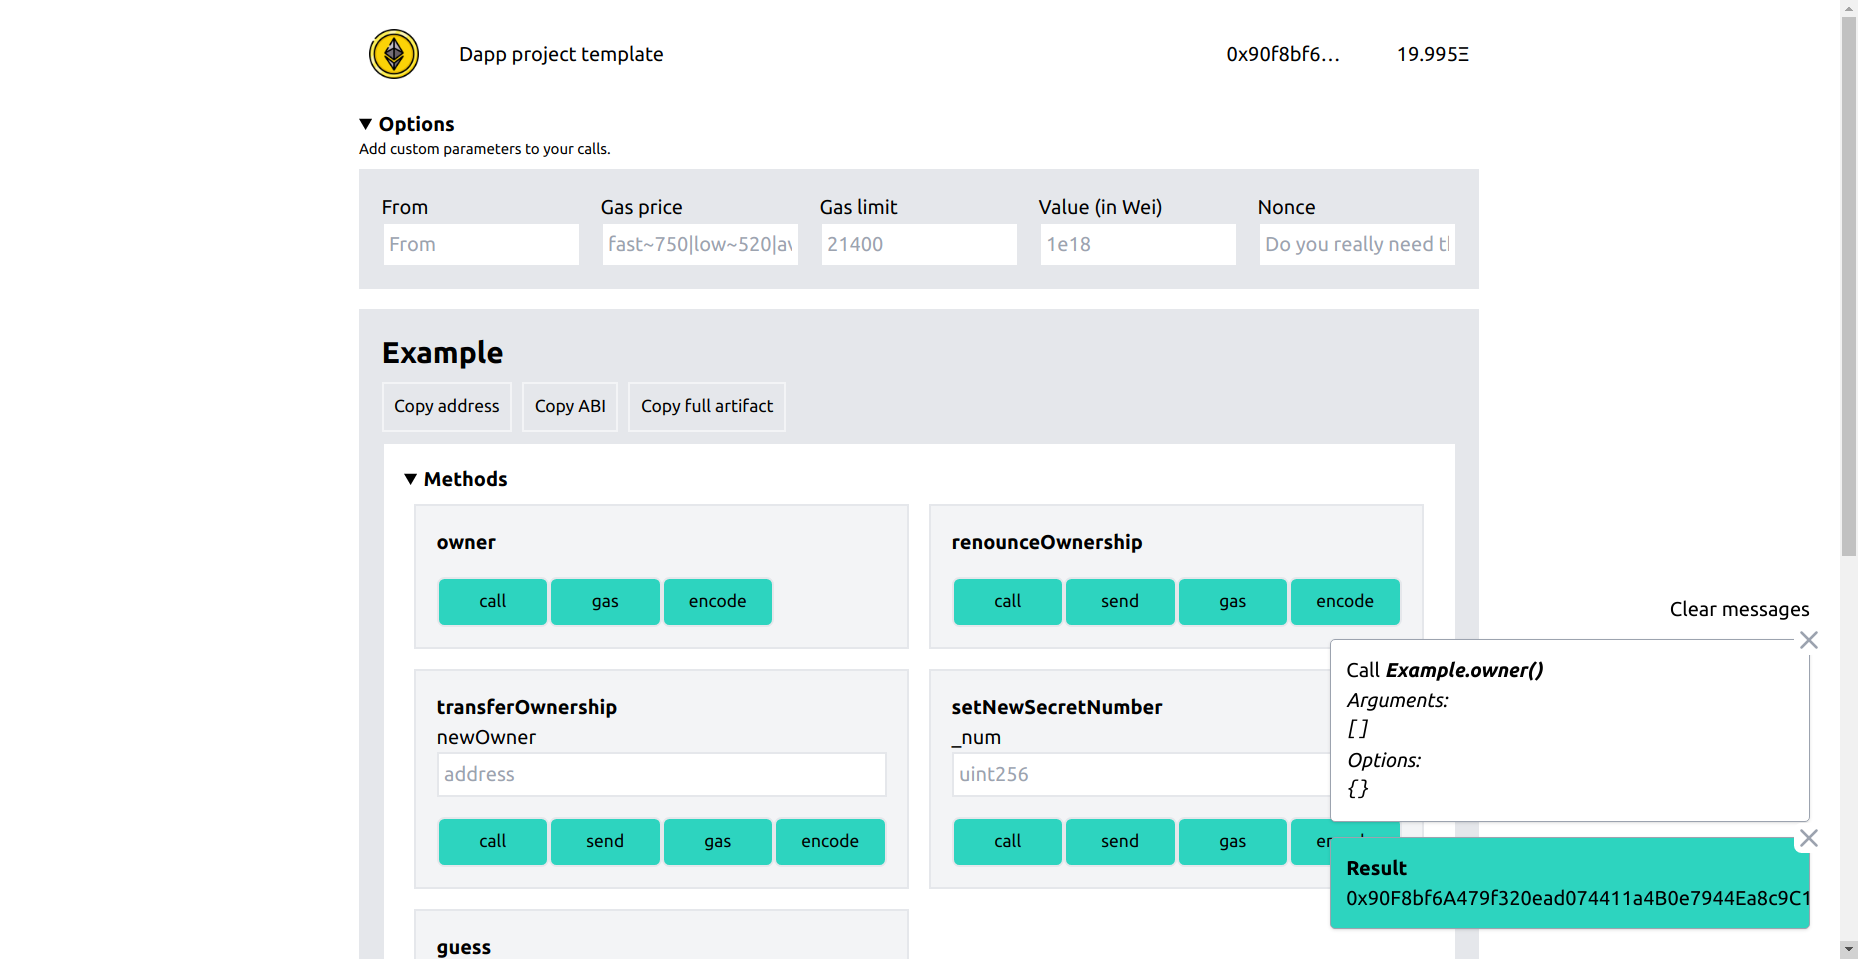 Dapp project template
0x90f8bf6...
19.995Ξ
▼ Options
Add custom parameters to your calls.
From
Gas price
Gas limit
Value (in Wei)
Nonce
From
fast~750|low~520|av
21400
1e18
Do you really need th
Example
Copy address
Copy ABI
Copy full artifact
▼ Methods
owner
call
gas
encode
renounceOwnership
call
send
gas
encode
transferOwnership
newOwner
address
call
send
gas
encode
setNewSecretNumber
_num
uint256
call
send
gas
guess
Clear messages
Call Example.owner()
Arguments:
[]
Options:
{}
Result
0x90F8bf6A479f320ead074411a4B0e7944Ea8c9C1